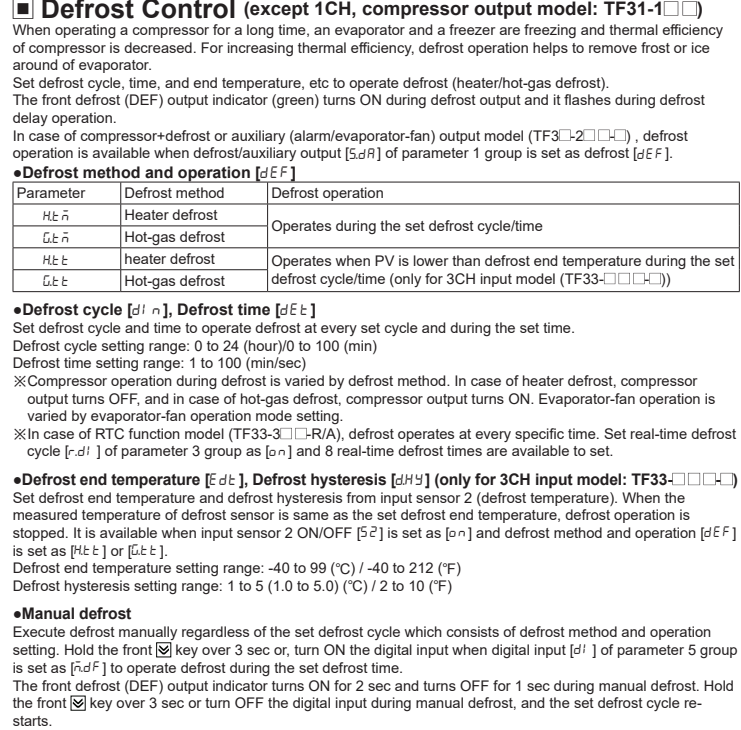 ■ Defrost Control (except 1CH, compressor output model: TF31-1□□)
When operating a compressor for a long time, an evaporator and a freezer are freezing and thermal efficiency
of compressor is decreased. For increasing thermal efficiency, defrost operation helps to remove frost or ice
around of evaporator.
Set defrost cycle, time, and end temperature, etc to operate defrost (heater/hot-gas defrost).
The front defrost (DEF) output indicator (green) turns ON during defrost output and it flashes during defrost
delay operation.
In case of compressor+defrost or auxiliary (alarm/evaporator-fan) output model (TF3□-2□□-□) , defrost
operation is available when defrost/auxiliary output [S.dA] of parameter 1 group is set as defrost [dEF].
●Defrost method and operation [dEF]
Parameter Defrost method Defrost operation
H.tM Heater defrost Operates during the set defrost cycle/time
G.tM Hot-gas defrost
H.tt heater defrost Operates when PV is lower than defrost end temperature during the set
G.tt Hot-gas defrost defrost cycle/time (only for 3CH input model (TF33-□□□-□))
●Defrost cycle [dIn], Defrost time [dEt]
Set defrost cycle and time to operate defrost at every set cycle and during the set time.
Defrost cycle setting range: 0 to 24 (hour)/0 to 100 (min)
Defrost time setting range: 1 to 100 (min/sec)
※Compressor operation during defrost is varied by defrost method. In case of heater defrost, compressor
output turns OFF, and in case of hot-gas defrost, compressor output turns ON. Evaporator-fan operation is
varied by evaporator-fan operation mode setting.
※In case of RTC function model (TF33-3□□-R/A), defrost operates at every specific time. Set real-time defrost
cycle [r.dI] of parameter 3 group as [on] and 8 real-time defrost times are available to set.
●Defrost end temperature [Edt], Defrost hysteresis [d.HY] (only for 3CH input model: TF33-□□□-□)
Set defrost end temperature and defrost hysteresis from input sensor 2 (defrost temperature). When the
measured temperature of defrost sensor is same as the set defrost end temperature, defrost operation is
stopped. It is available when input sensor 2 ON/OFF [S2] is set as [on] and defrost method and operation [dEF]
is set as [H.tt] or [G.tt].
Defrost end temperature setting range: -40 to 99 (℃) / -40 to 212 (℉)
Defrost hysteresis setting range: 1 to 5 (1.0 to 5.0) (℃) / 2 to 10 (℉)
●Manual defrost
Execute defrost manually regardless of the set defrost cycle which consists of defrost method and operation
setting. Hold the front key over 3 sec or, turn ON the digital input when digital input [dI] of parameter 5 group
is set as [M.dF] to operate defrost during the set defrost time.
The front defrost (DEF) output indicator turns ON for 2 sec and turns OFF for 1 sec during manual defrost. Hold
the front key over 3 sec or turn OFF the digital input during manual defrost, and the set defrost cycle re-
starts.